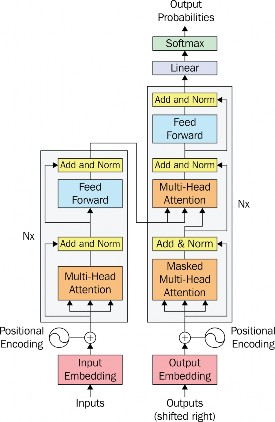 Output
Probabilities
Softmax
Linear
Add and Norm
Feed
Forward
Add and Norm
Multi-Head
Attention
Nx
Add & Norm
Masked
Multi-Head
Attention
Add and Norm
Feed
Forward
Nx
Add and Norm
Multi-Head
Attention
Positional
Encoding
Positional
Encoding
Input
Embedding
Output
Embedding
Inputs
Outputs
(shifted right)